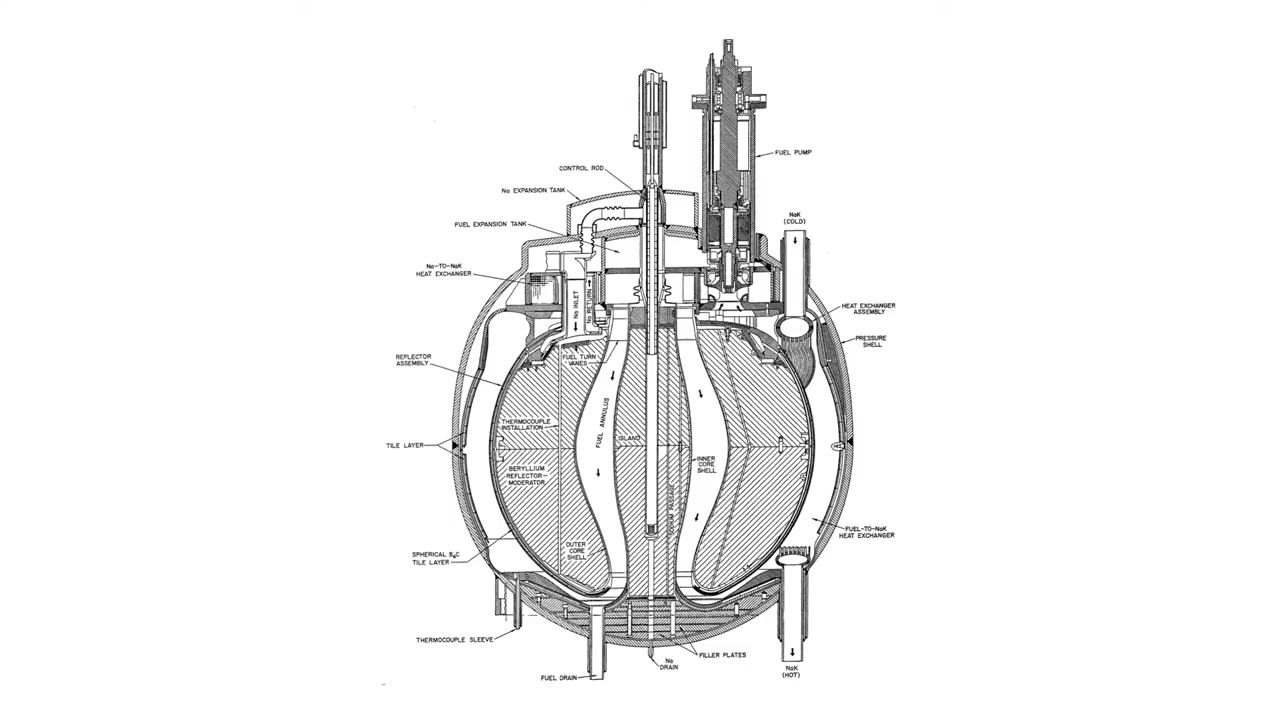 FUEL PUMP
CONTROL ROD
Na EXPANSION TANK
NaK
(COLD)
FUEL EXPANSION TANK
Na-TO-NaK
HEAT EXCHANGER
Na INLET
Na RETURN
HEAT EXCHANGER
ASSEMBLY
PRESSURE
SHELL
REFLECTOR
ASSEMBLY
FUEL TURN
VANES
FUEL ANNULUS
THERMOCOUPLE
INSTALLATION
ISLAND
TILE LAYER
INNER
CORE
SHELL
BERYLLIUM
REFLECTOR-
MODERATOR
SODIUM PASSAGE
FUEL-TO-NaK
HEAT EXCHANGER
OUTER
CORE
SHELL
SPHERICAL B4C
TILE LAYER
THERMOCOUPLE SLEEVE
FILLER PLATES
Na
DRAIN
NaK
(HOT)
FUEL DRAIN